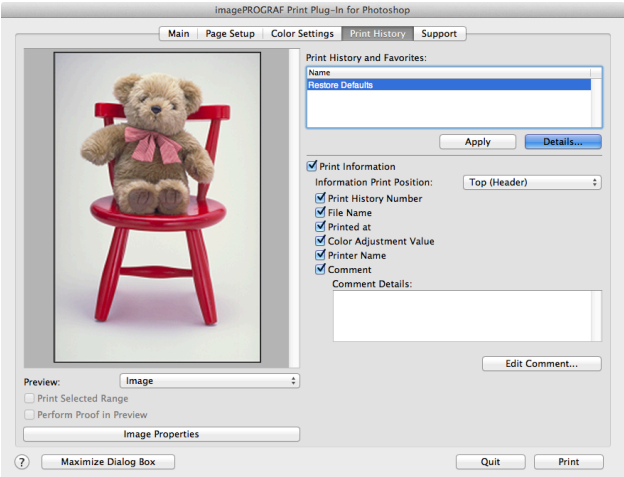 imagePROGRAF Print Plug-In for Photoshop
Main Page Setup Color Settings Print History Support
Print History and Favorites:
Name
Restore Defaults
Apply Details...
Print Information
Information Print Position: Top (Header)
Print History Number
File Name
Printed at
Color Adjustment Value
Printer Name
Comment
Comment Details:
Edit Comment...
Preview: Image
Print Selected Range
Perform Proof in Preview
Image Properties
? Maximize Dialog Box Quit Print